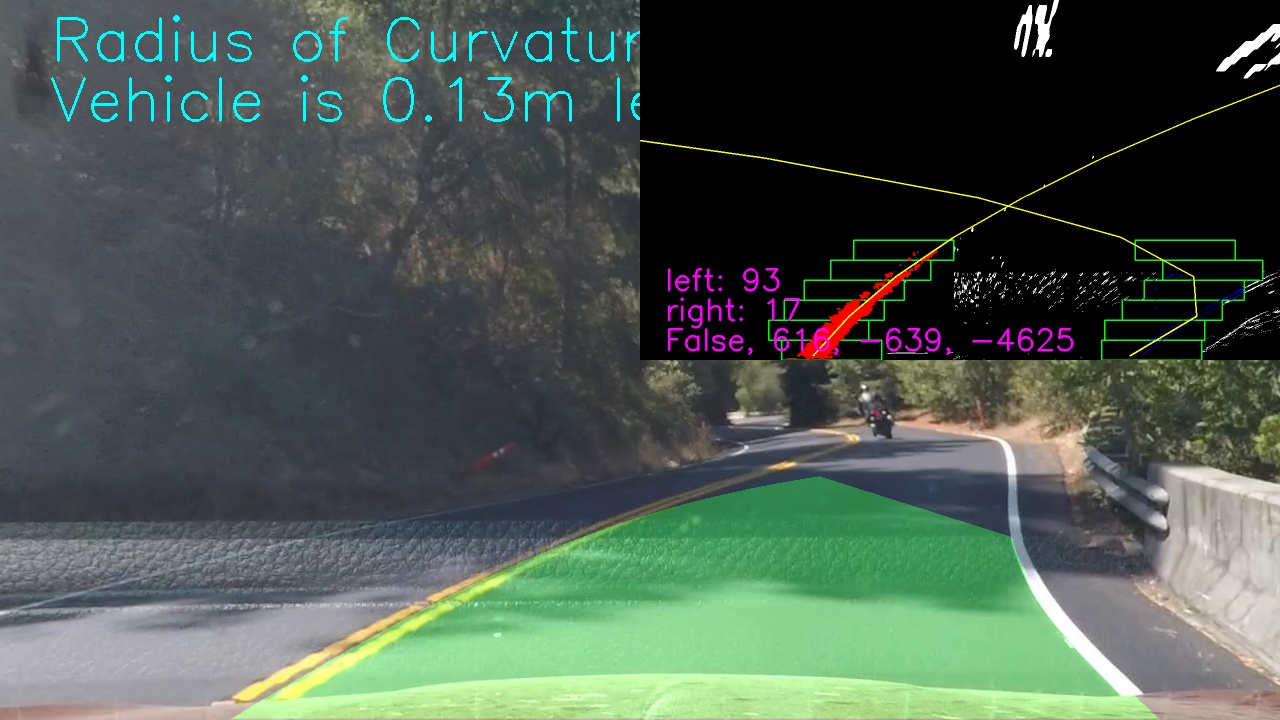 Radius of Curvatur
Vehicle is 0.13m le
left: 93
right: 17
False, 616, -639, -4625